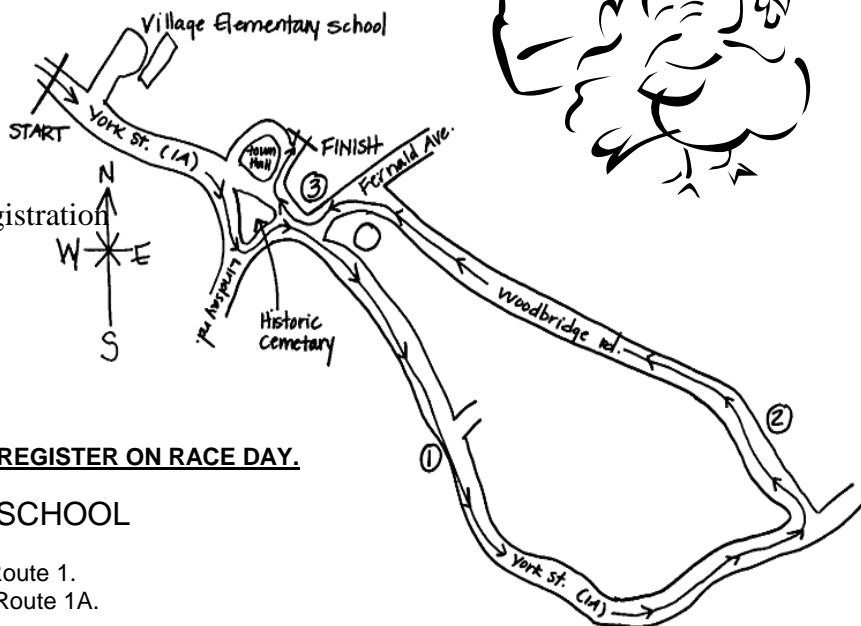 Village Elementary school
START
York St. (1A)
town
Hall
FINISH
Fernald Ave.
3
N
gistration
W E
S
Lindsay rd.
Historic
Cemetary
Woodbridge rd.
2
REGISTER ON RACE DAY.
1
SCHOOL
Route 1.
Route 1A.
York St. (1A)